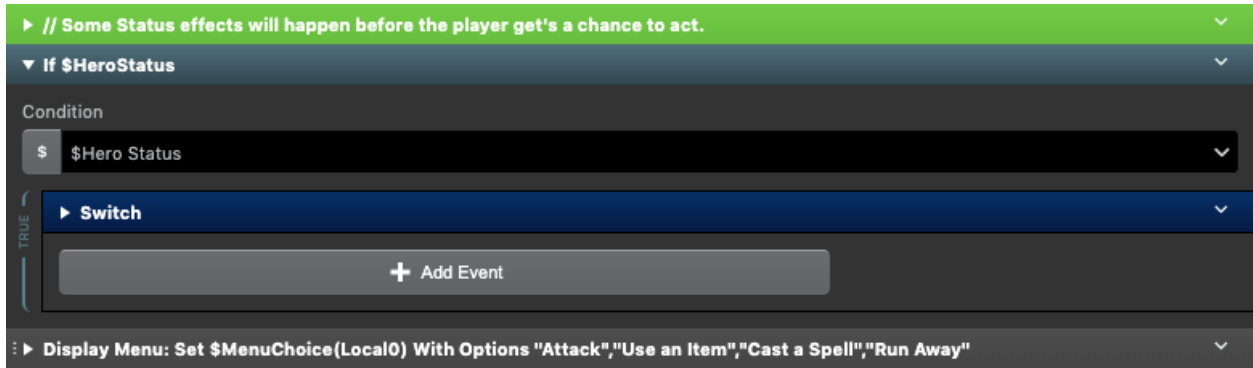 // Some Status effects will happen before the player get's a chance to act.
If $HeroStatus
Condition
$ $Hero Status
TRUE
Switch
+ Add Event
Display Menu: Set $MenuChoice(Local0) With Options "Attack","Use an Item","Cast a Spell","Run Away"